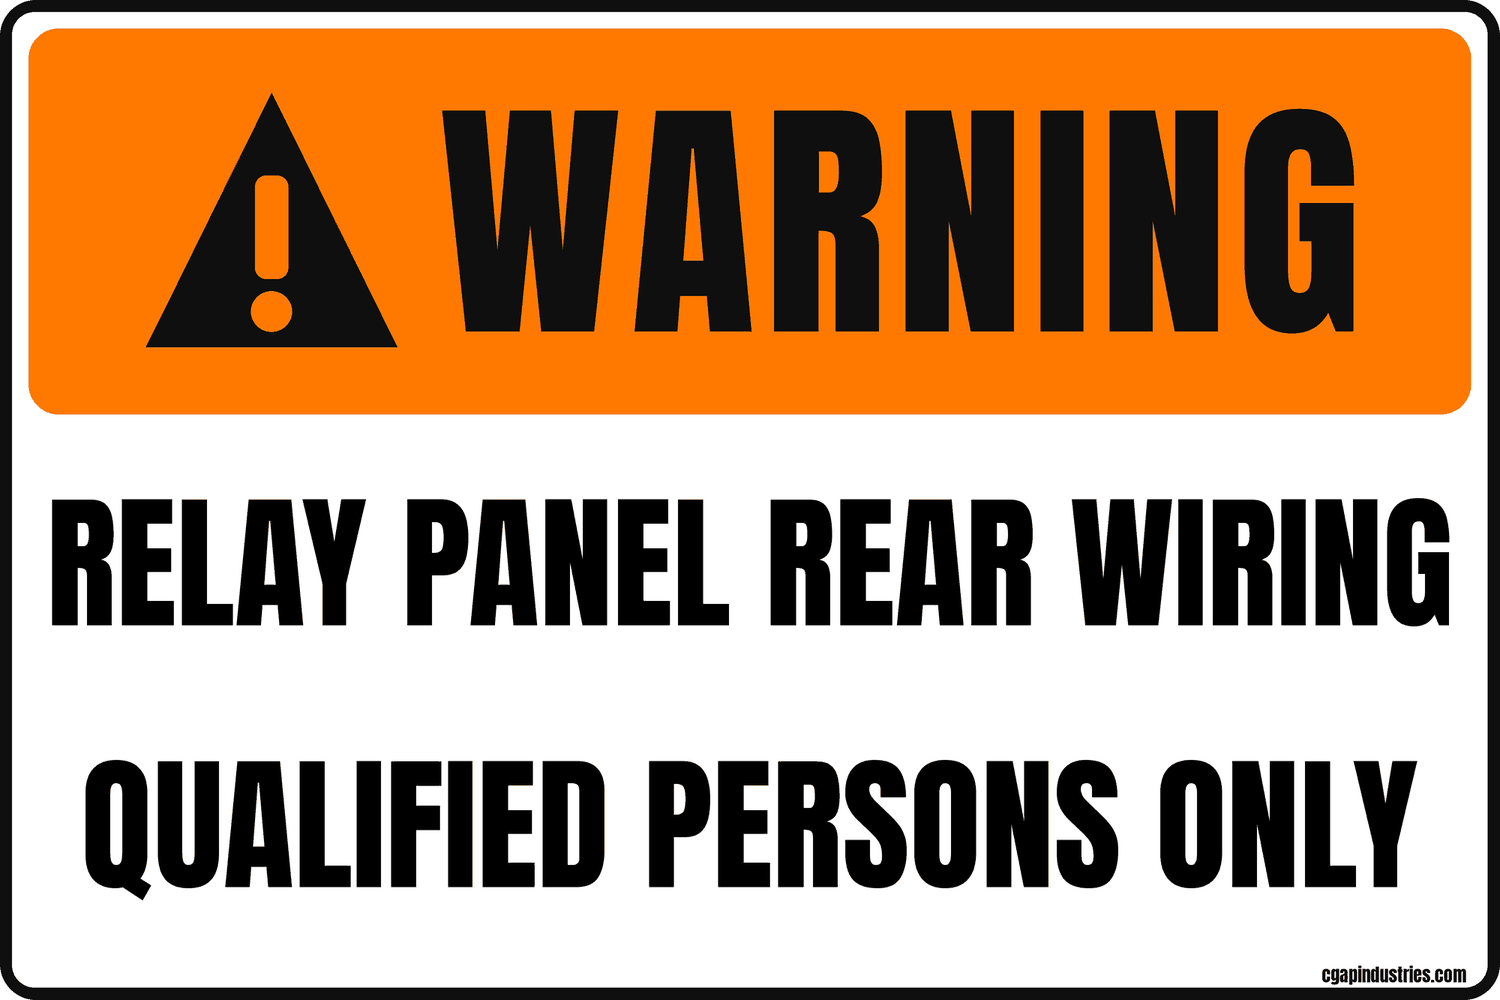 WARNING
RELAY PANEL REAR WIRING
QUALIFIED PERSONS ONLY
cgapindustries.com